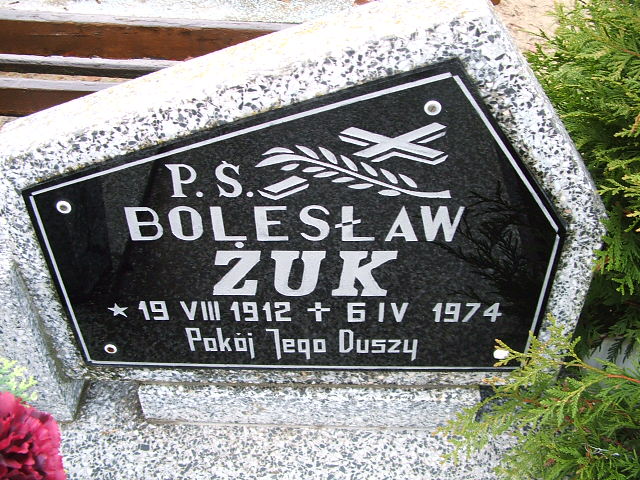 P. Ś.
BOLESŁAW
ŻUK
★ 19 VIII 1912 + 6 IV 1974
Pokój Jego Duszy